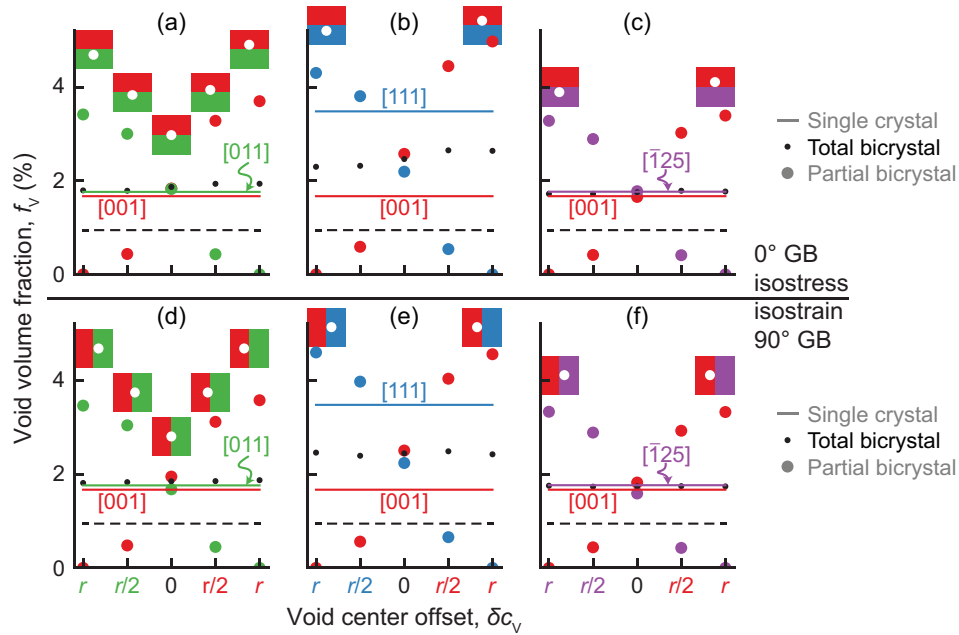 (a)
(b)
(c)
4
2
0
[011]
[001]
[111]
[001]
[1̄25]
[001]
Single crystal
Total bicrystal
Partial bicrystal
0° GB
isostress
isostrain
90° GB
Void volume fraction, fᵥ (%)
(d)
(e)
(f)
4
2
0
[011]
[001]
[111]
[001]
[1̄25]
[001]
Single crystal
Total bicrystal
Partial bicrystal
r r/2 0 r/2 r
r r/2 0 r/2 r
r r/2 0 r/2 r
Void center offset, δcᵥ